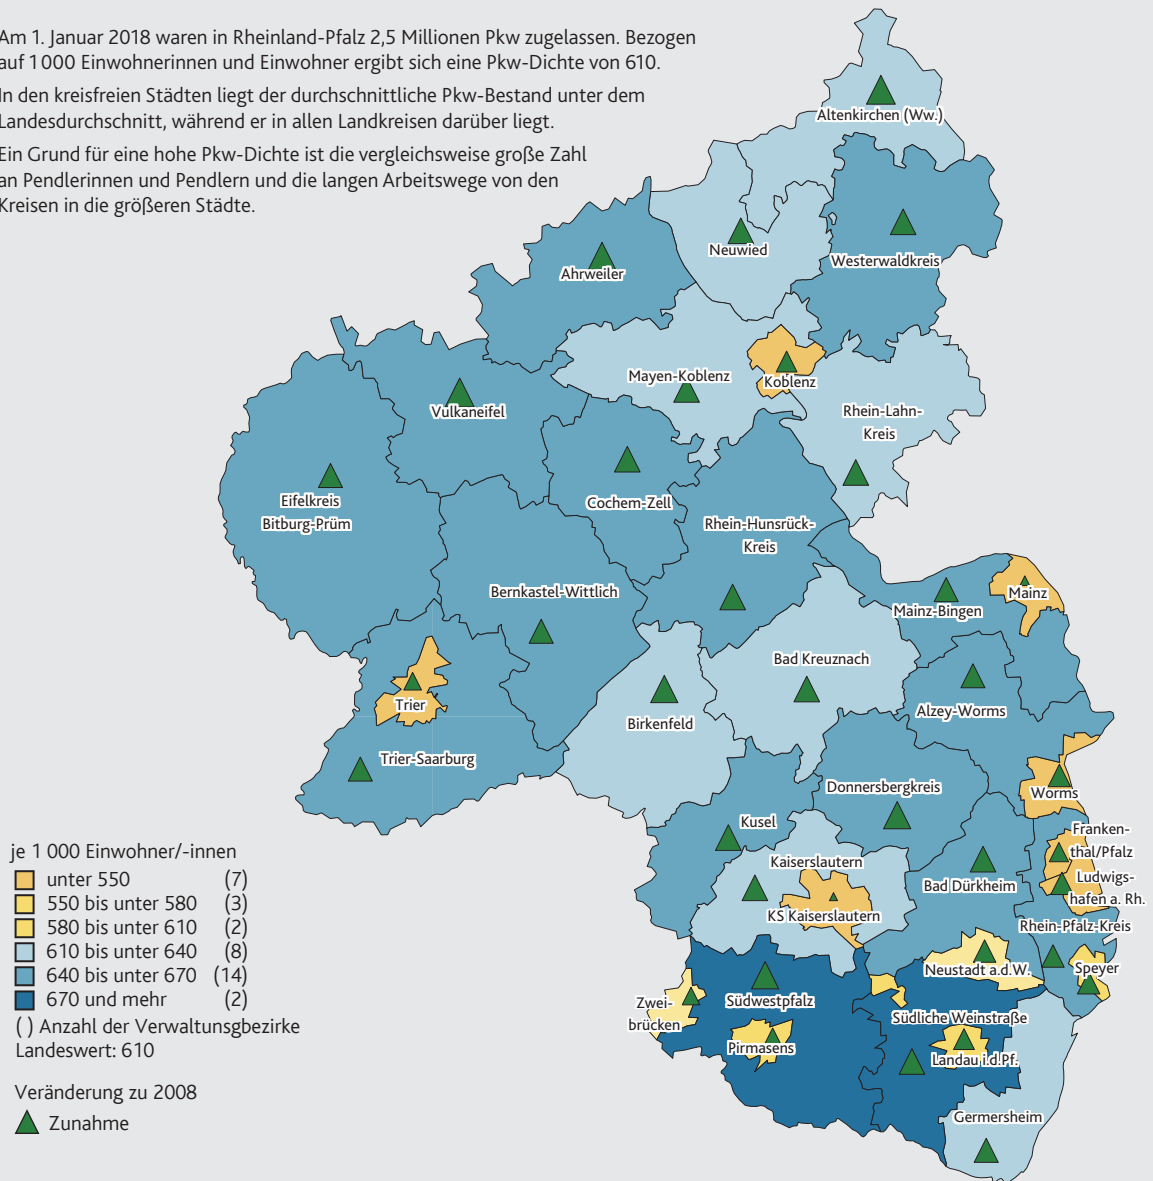 Am 1. Januar 2018 waren in Rheinland-Pfalz 2,5 Millionen Pkw zugelassen. Bezogen
auf 1 000 Einwohnerinnen und Einwohner ergibt sich eine Pkw-Dichte von 610.
In den kreisfreien Städten liegt der durchschnittliche Pkw-Bestand unter dem
Landesdurchschnitt, während er in allen Landkreisen darüber liegt.
Ein Grund für eine hohe Pkw-Dichte ist die vergleichsweise große Zahl
an Pendlerinnen und Pendlern und die langen Arbeitswege von den
Kreisen in die größeren Städte.
Altenkirchen (Ww.)
Neuwied
Westerwaldkreis
Ahrweiler
Mayen-Koblenz
Koblenz
Vulkaneifel
Rhein-Lahn-
Kreis
Eifelkreis
Bitburg-Prüm
Cochem-Zell
Rhein-Hunsrück-
Kreis
Bernkastel-Wittlich
Mainz-Bingen
Mainz
Bad Kreuznach
Trier
Birkenfeld
Alzey-Worms
Trier-Saarburg
Donnersbergkreis
Worms
Kusel
Franken-
thal/Pfalz
Kaiserslautern
Bad Dürkheim
Ludwigs-
hafen a. Rh.
KS Kaiserslautern
Rhein-Pfalz-Kreis
Neustadt a.d.W.
Speyer
Zwei-
brücken
Südwestpfalz
Südliche Weinstraße
Pirmasens
Landau i.d.Pf.
Germersheim
je 1 000 Einwohner/-innen
unter 550 (7)
550 bis unter 580 (3)
580 bis unter 610 (2)
610 bis unter 640 (8)
640 bis unter 670 (14)
670 und mehr (2)
( ) Anzahl der Verwaltunsgbezirke
Landeswert: 610
Veränderung zu 2008
Zunahme